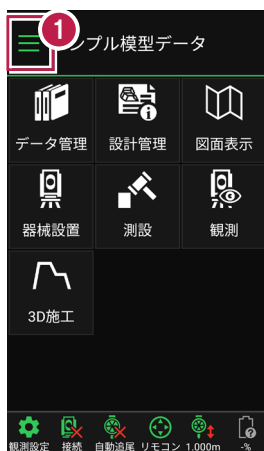 1
ンプル模型データ
データ管理 設計管理 図面表示
器械設置 測設 観測
3D施工
観測設定 接続 自動追尾 リモコン 1.000m -%